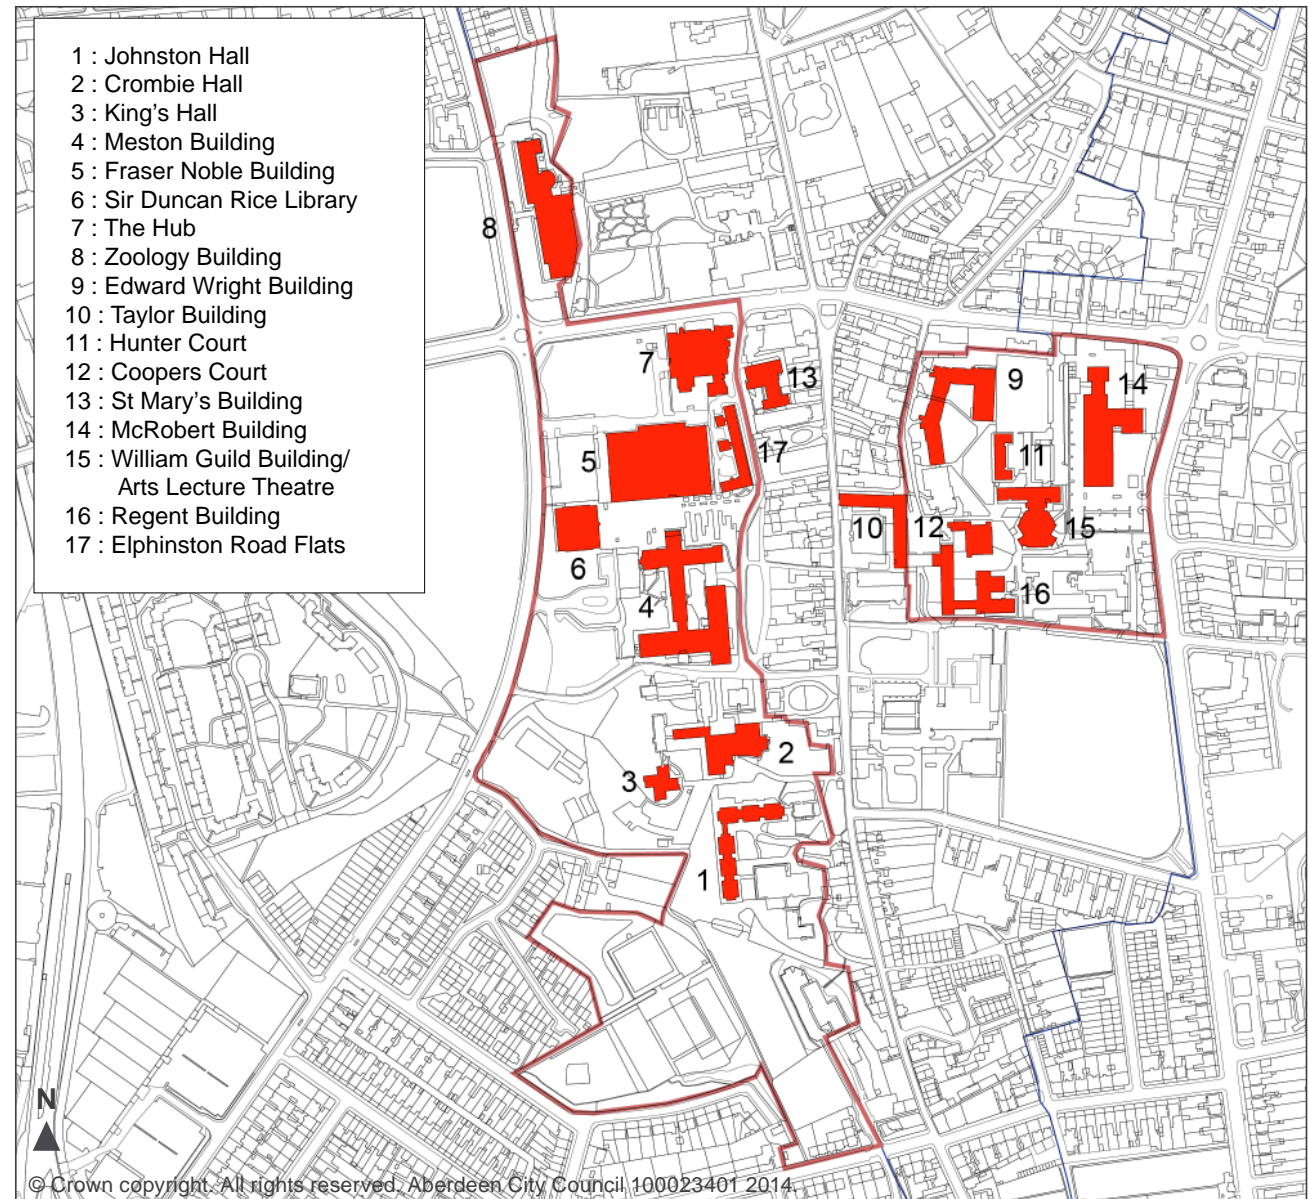 1 : Johnston Hall
2 : Crombie Hall
3 : King's Hall
4 : Meston Building
5 : Fraser Noble Building
6 : Sir Duncan Rice Library
7 : The Hub
8 : Zoology Building
9 : Edward Wright Building
10 : Taylor Building
11 : Hunter Court
12 : Coopers Court
13 : St Mary's Building
14 : McRobert Building
15 : William Guild Building/
Arts Lecture Theatre
16 : Regent Building
17 : Elphinston Road Flats
8
7
13
9
14
5
17
11
10
12
15
6
4
16
2
3
1
N
© Crown copyright. All rights reserved. Aberdeen City Council 100023401 2014.